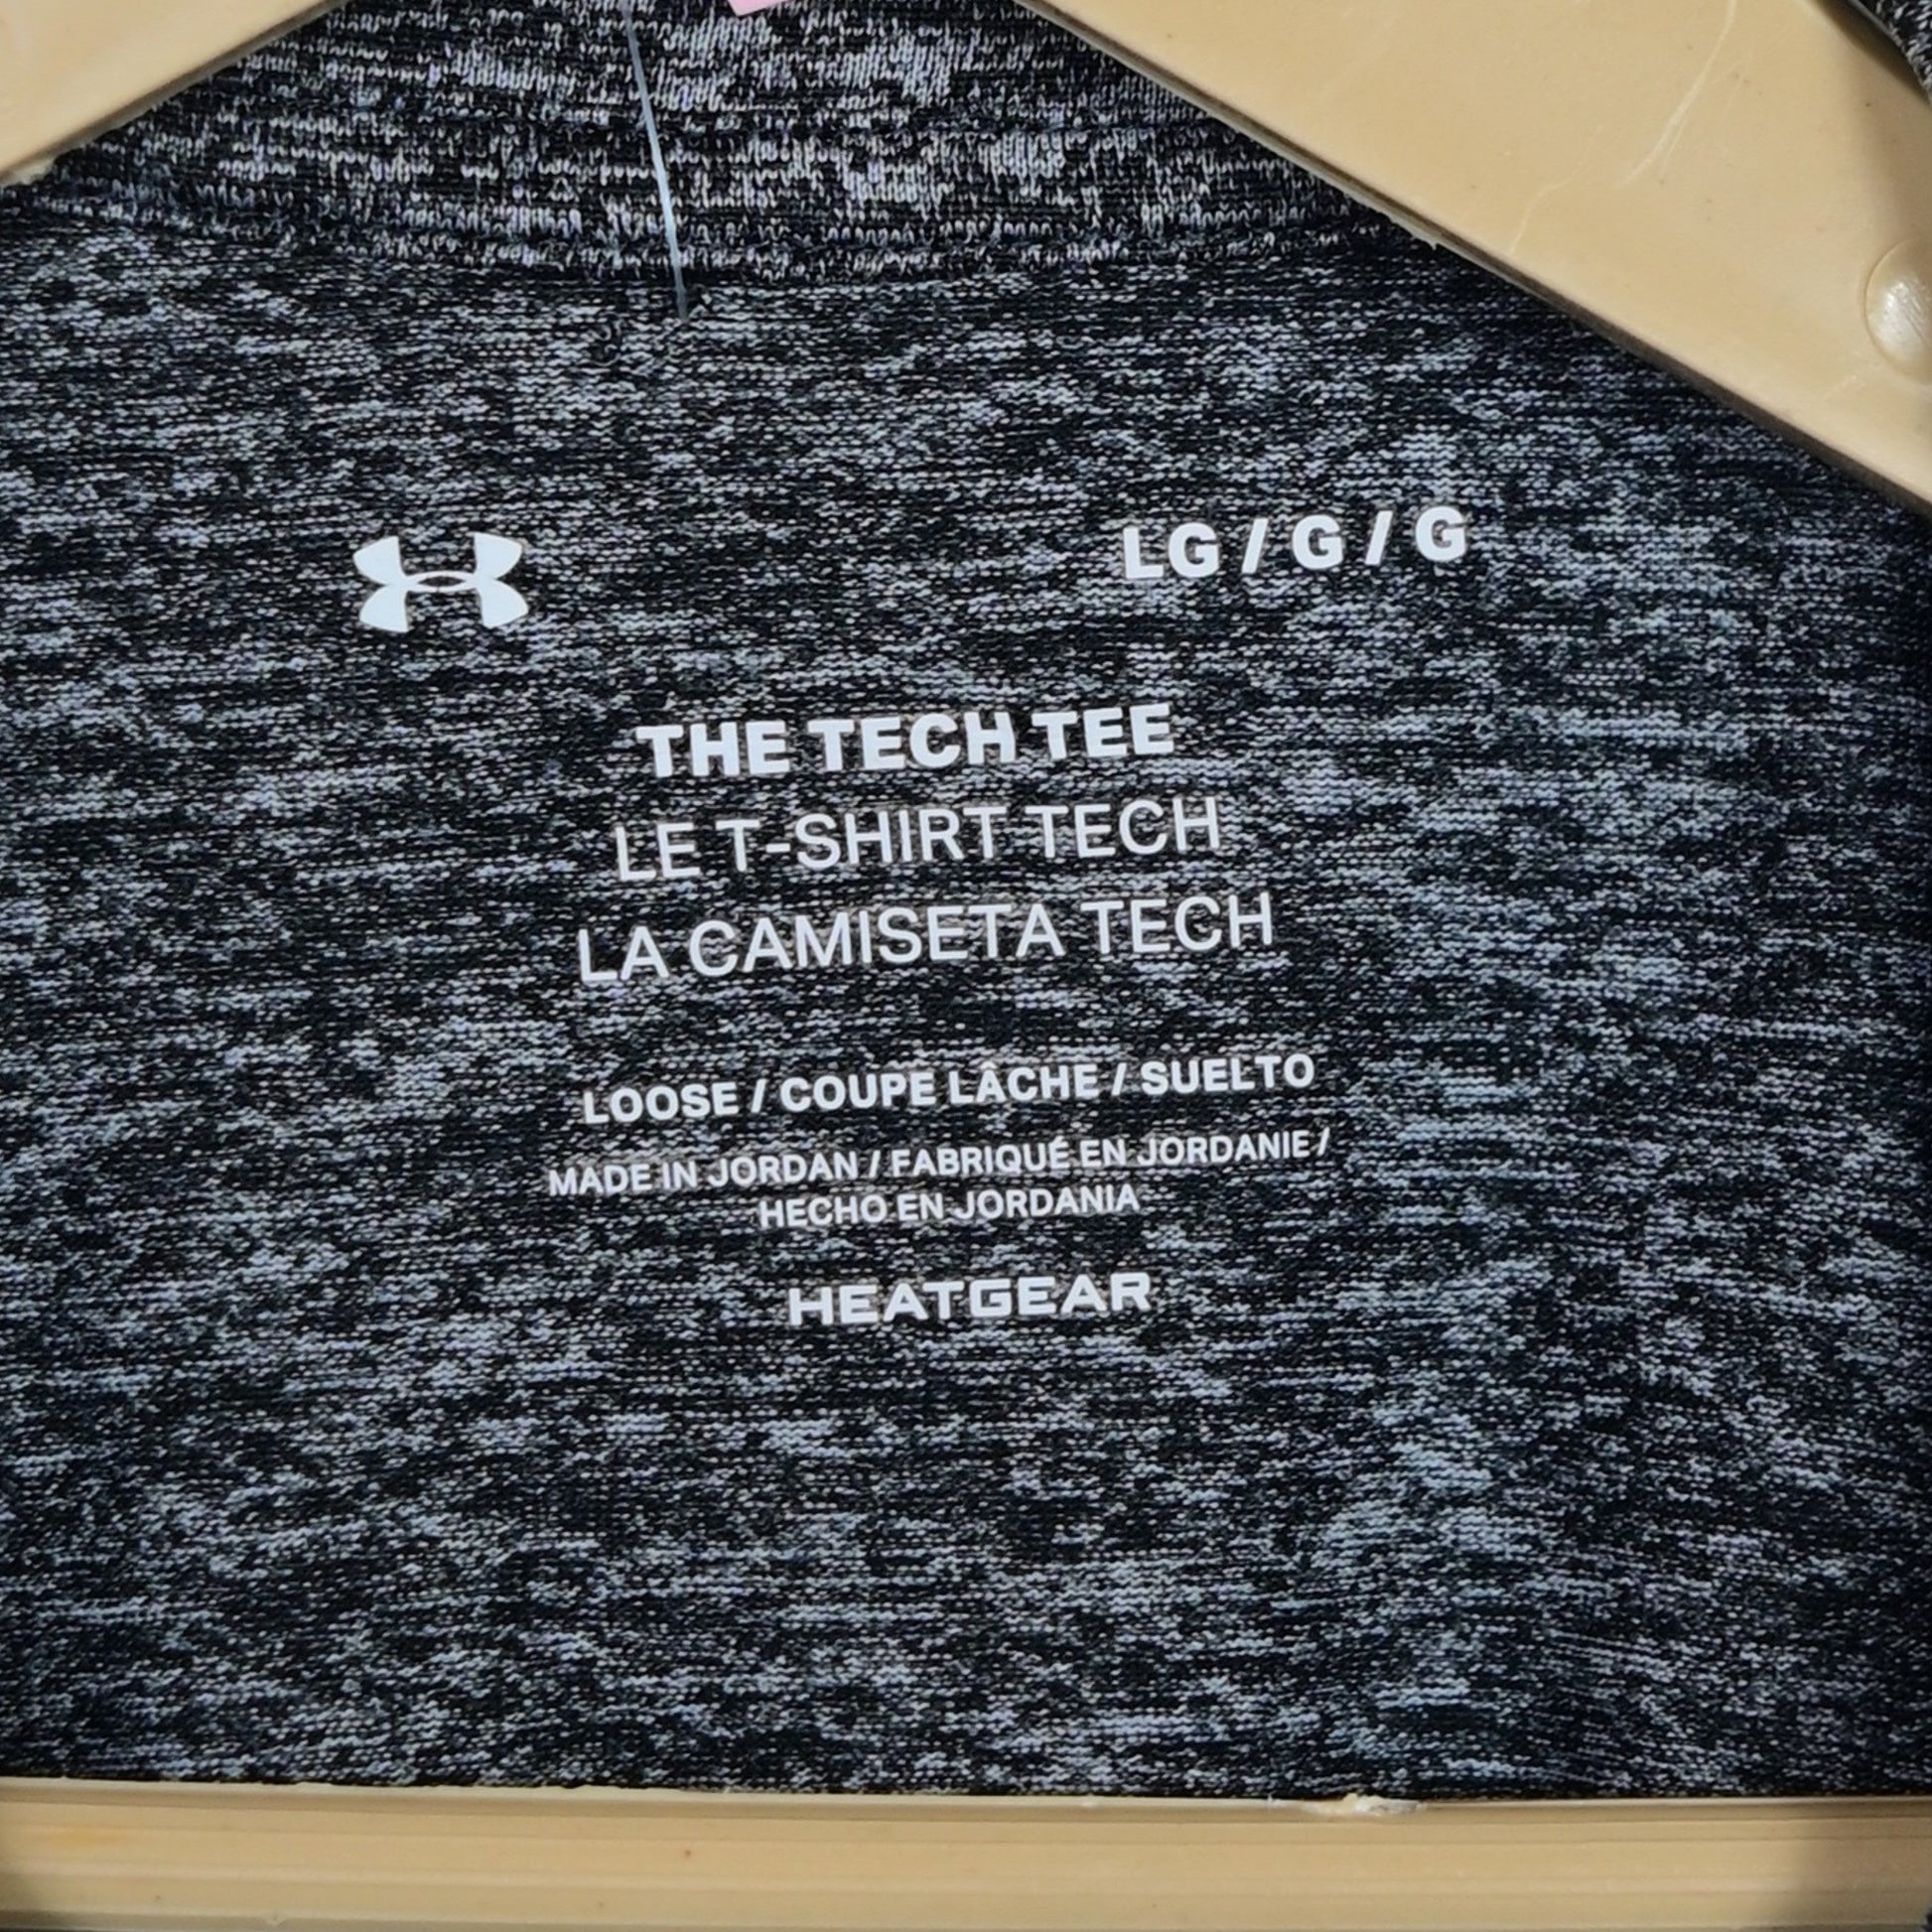 LG / G / G
THE TECH TEE
LE T-SHIRT TECH
LA CAMISETA TECH
LOOSE / COUPE LÂCHE / SUELTO
MADE IN JORDAN / FABRIQUÉ EN JORDANIE /
HECHO EN JORDANIA
HEATGEAR